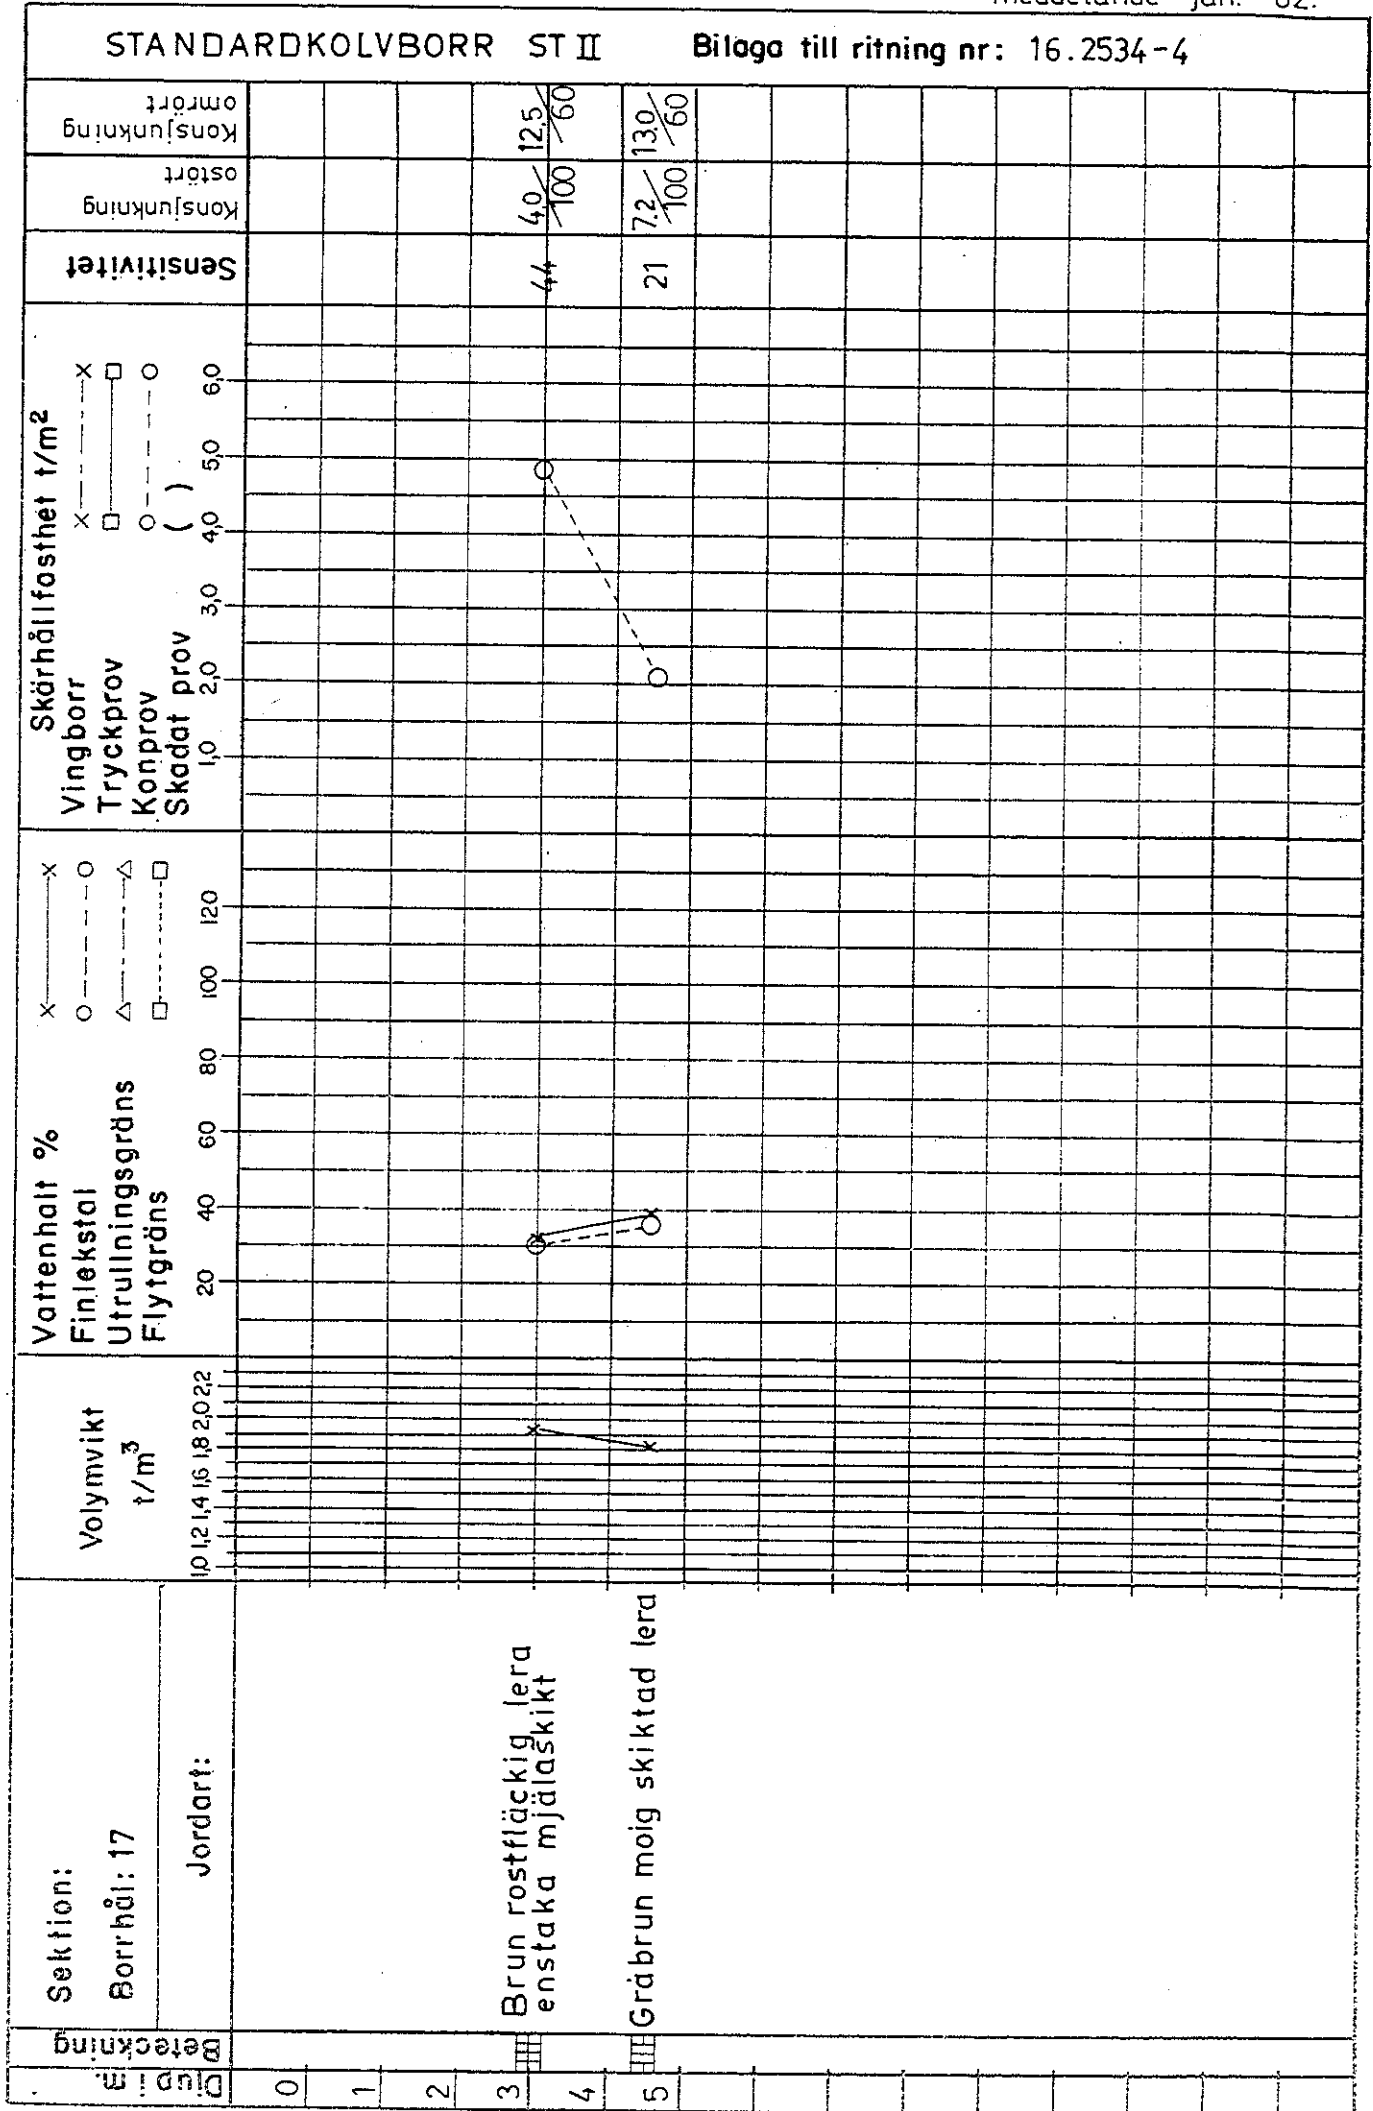 STANDARDKOLVBORR ST II Bilaga till ritning nr: 16.2534-4
Djup i m.
Beteckning
Sektion:
Borrhål: 17
Jordart:
Volymvikt
t/m³
1,0 1,2 1,4 1,6 1,8 2,0 2,2
Vattenhalt %
Finlekstal
Utrullningsgräns
Flytgräns
20 40 60 80 100 120
Skärhållfasthet t/m²
Vingborr
Tryckprov
Konprov
Skadat prov ( )
1,0 2,0 3,0 4,0 5,0 6,0
Sensitivitet
Konsjunkning
ostört
Konsjunkning
omrört
0
1
2
3
Brun rostfläckig lera
enstaka mjälaskikt
44
4,0/100
12,5/60
4
5
Gråbrun moig skiktad lera
21
7,2/100
13,0/60